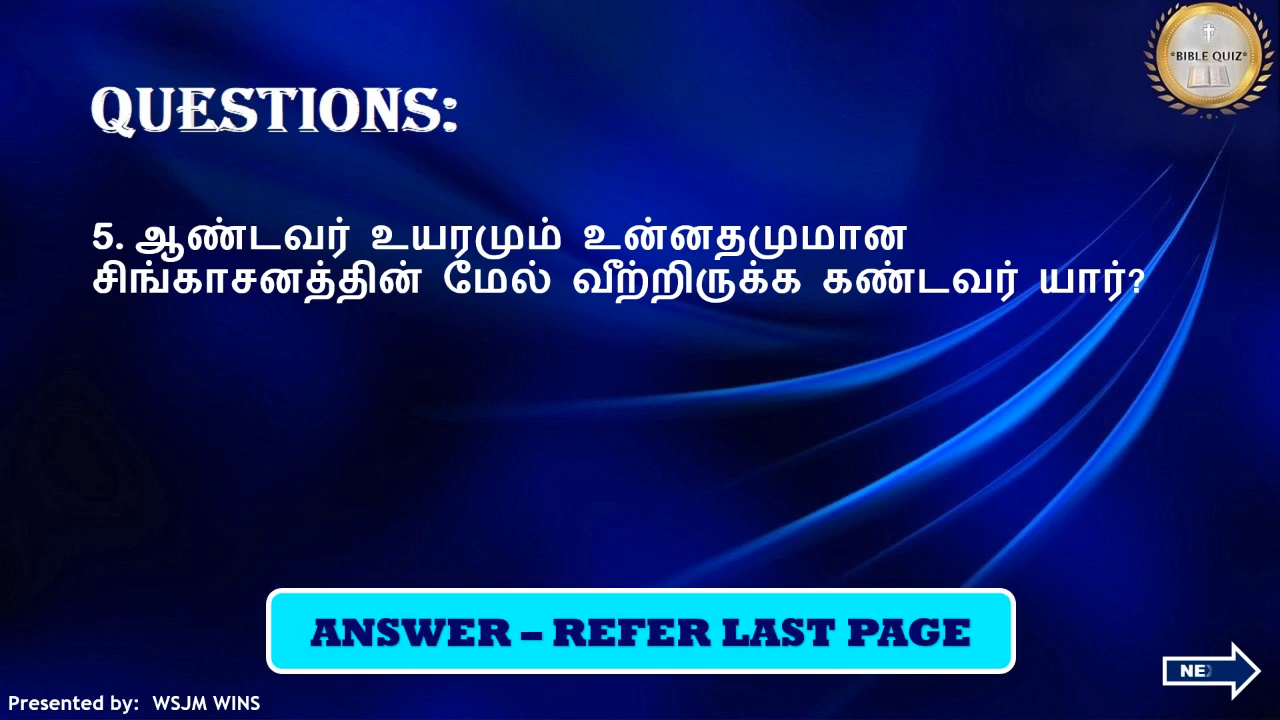 *BIBLE QUIZ*
QUESTIONS:
5. ஆண்டவர் உயரமும் உன்னதமுமான
சிங்காசனத்தின் மேல் வீற்றிருக்க கண்டவர் யார்?
ANSWER – REFER LAST PAGE
Presented by: WSJM WINS